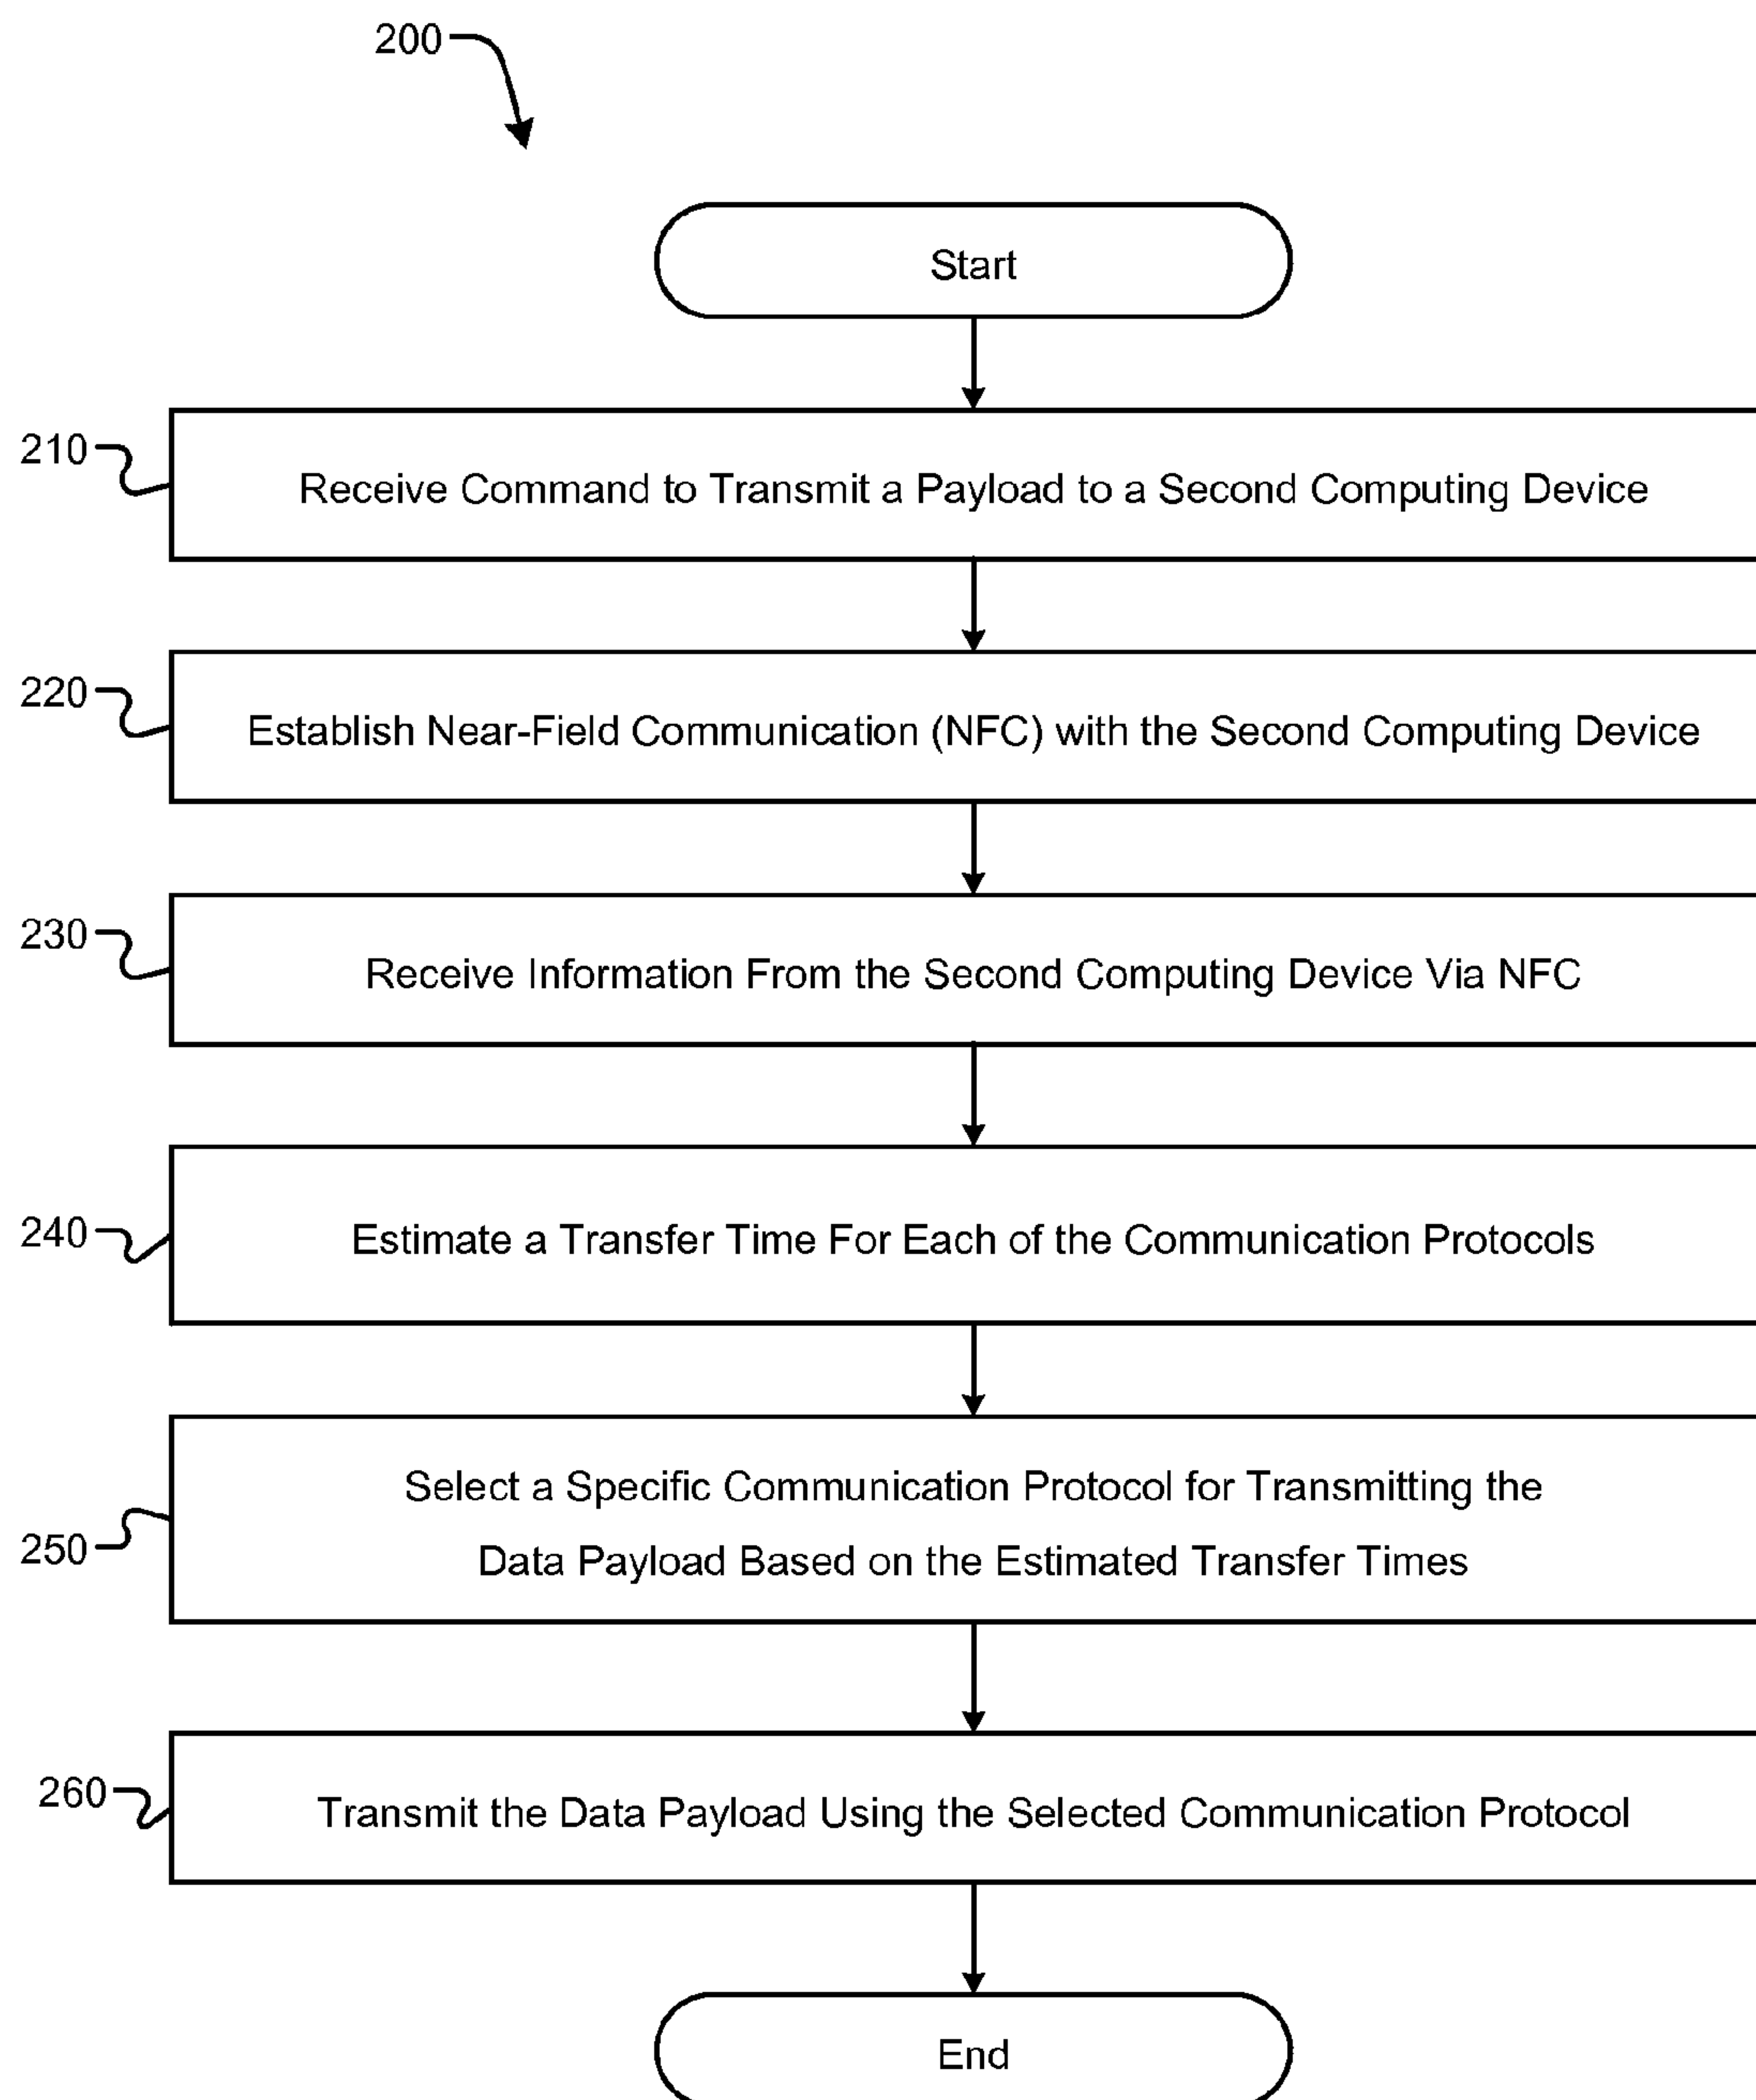 200
Start
210
Receive Command to Transmit a Payload to a Second Computing Device
220
Establish Near-Field Communication (NFC) with the Second Computing Device
230
Receive Information From the Second Computing Device Via NFC
240
Estimate a Transfer Time For Each of the Communication Protocols
250
Select a Specific Communication Protocol for Transmitting the
Data Payload Based on the Estimated Transfer Times
260
Transmit the Data Payload Using the Selected Communication Protocol
End